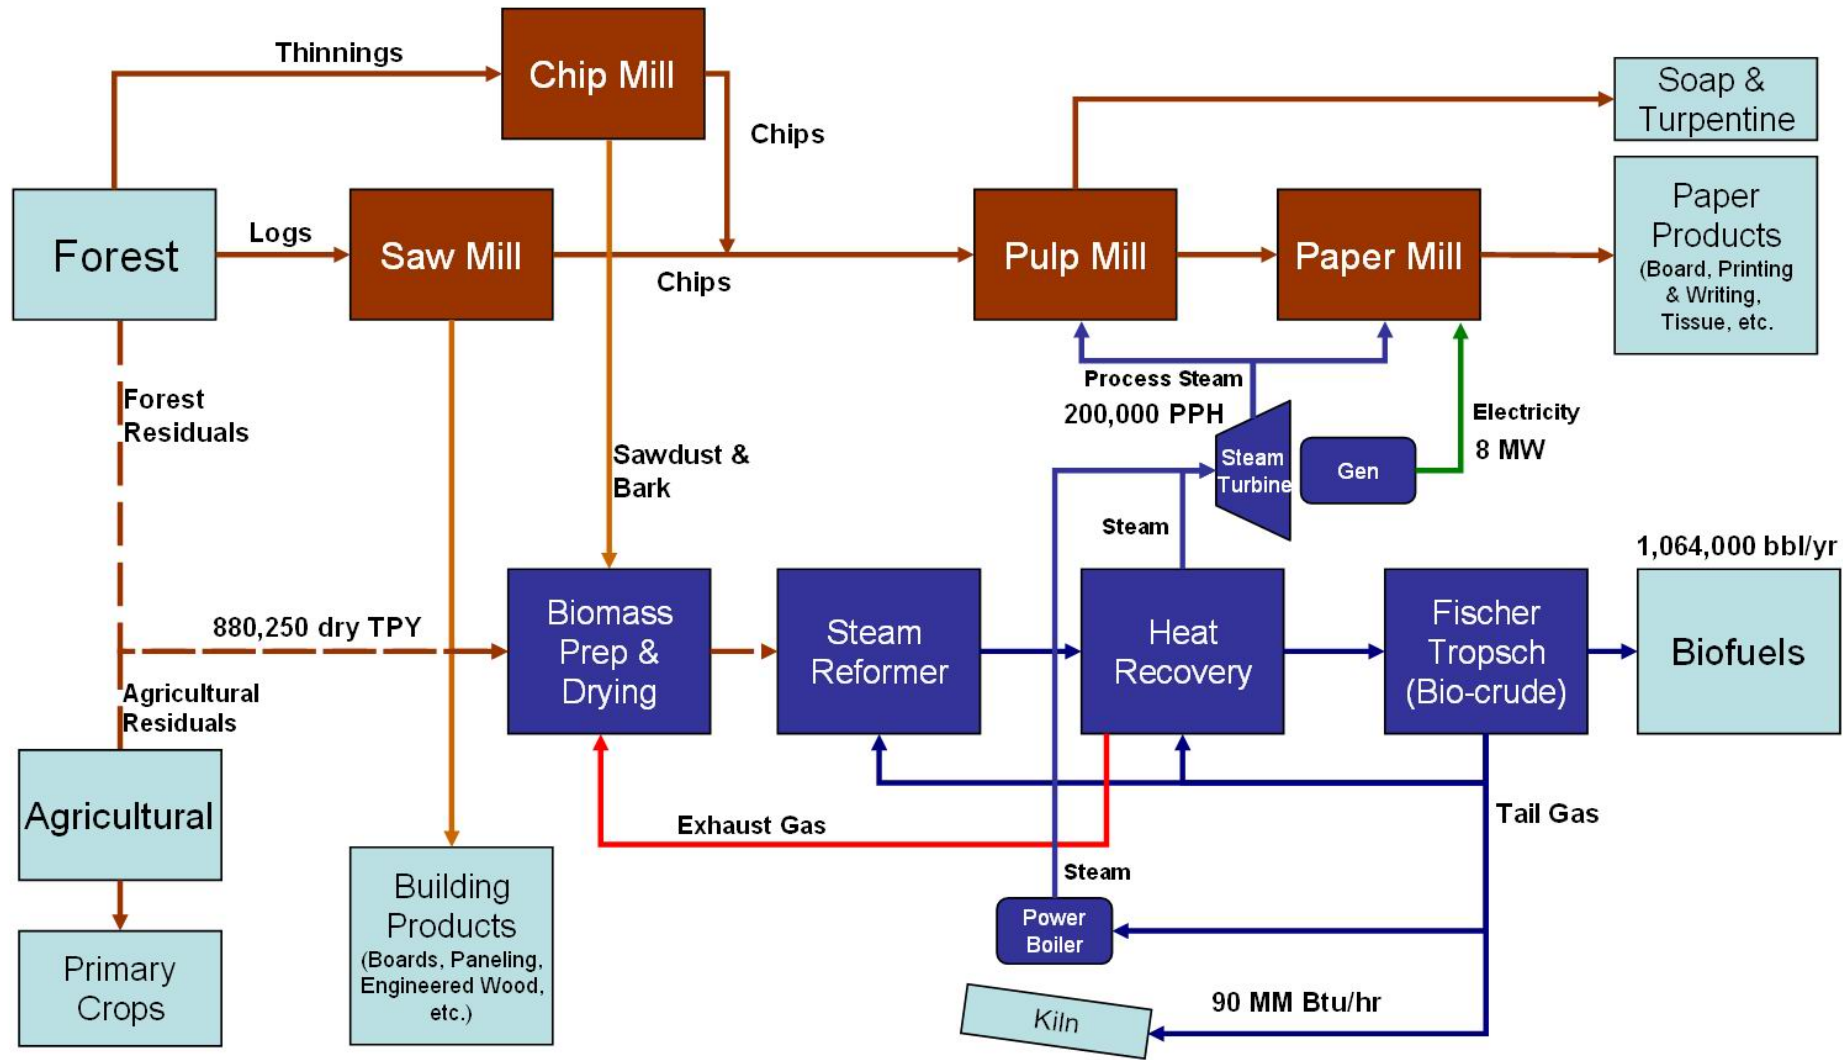 Thinnings
Chip Mill
Chips
Soap &
Turpentine
Forest
Logs
Saw Mill
Chips
Pulp Mill
Paper Mill
Paper
Products
(Board, Printing
& Writing,
Tissue, etc.
Forest
Residuals
Sawdust &
Bark
Process Steam
200,000 PPH
Steam
Turbine
Gen
Electricity
8 MW
Steam
880,250 dry TPY
Biomass
Prep &
Drying
Steam
Reformer
Heat
Recovery
Fischer
Tropsch
(Bio-crude)
1,064,000 bbl/yr
Biofuels
Agricultural
Residuals
Agricultural
Exhaust Gas
Tail Gas
Steam
Power
Boiler
Building
Products
(Boards, Paneling,
Engineered Wood,
etc.)
Primary
Crops
Kiln
90 MM Btu/hr